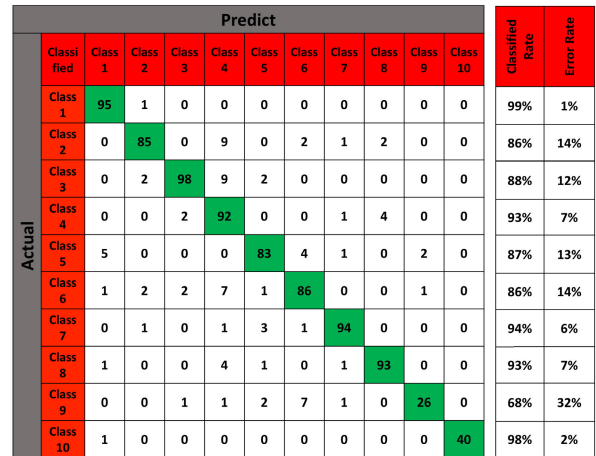 Predict
Classi fied Class 1 Class 2 Class 3 Class 4 Class 5 Class 6 Class 7 Class 8 Class 9 Class 10 Classified Rate Error Rate
Actual
Class 1 95 1 0 0 0 0 0 0 0 0 99% 1%
Class 2 0 85 0 9 0 2 1 2 0 0 86% 14%
Class 3 0 2 98 9 2 0 0 0 0 0 88% 12%
Class 4 0 0 2 92 0 0 1 4 0 0 93% 7%
Class 5 5 0 0 0 83 4 1 0 2 0 87% 13%
Class 6 1 2 2 7 1 86 0 0 1 0 86% 14%
Class 7 0 1 0 1 3 1 94 0 0 0 94% 6%
Class 8 1 0 0 4 1 0 1 93 0 0 93% 7%
Class 9 0 0 1 1 2 7 1 0 26 0 68% 32%
Class 10 1 0 0 0 0 0 0 0 0 40 98% 2%